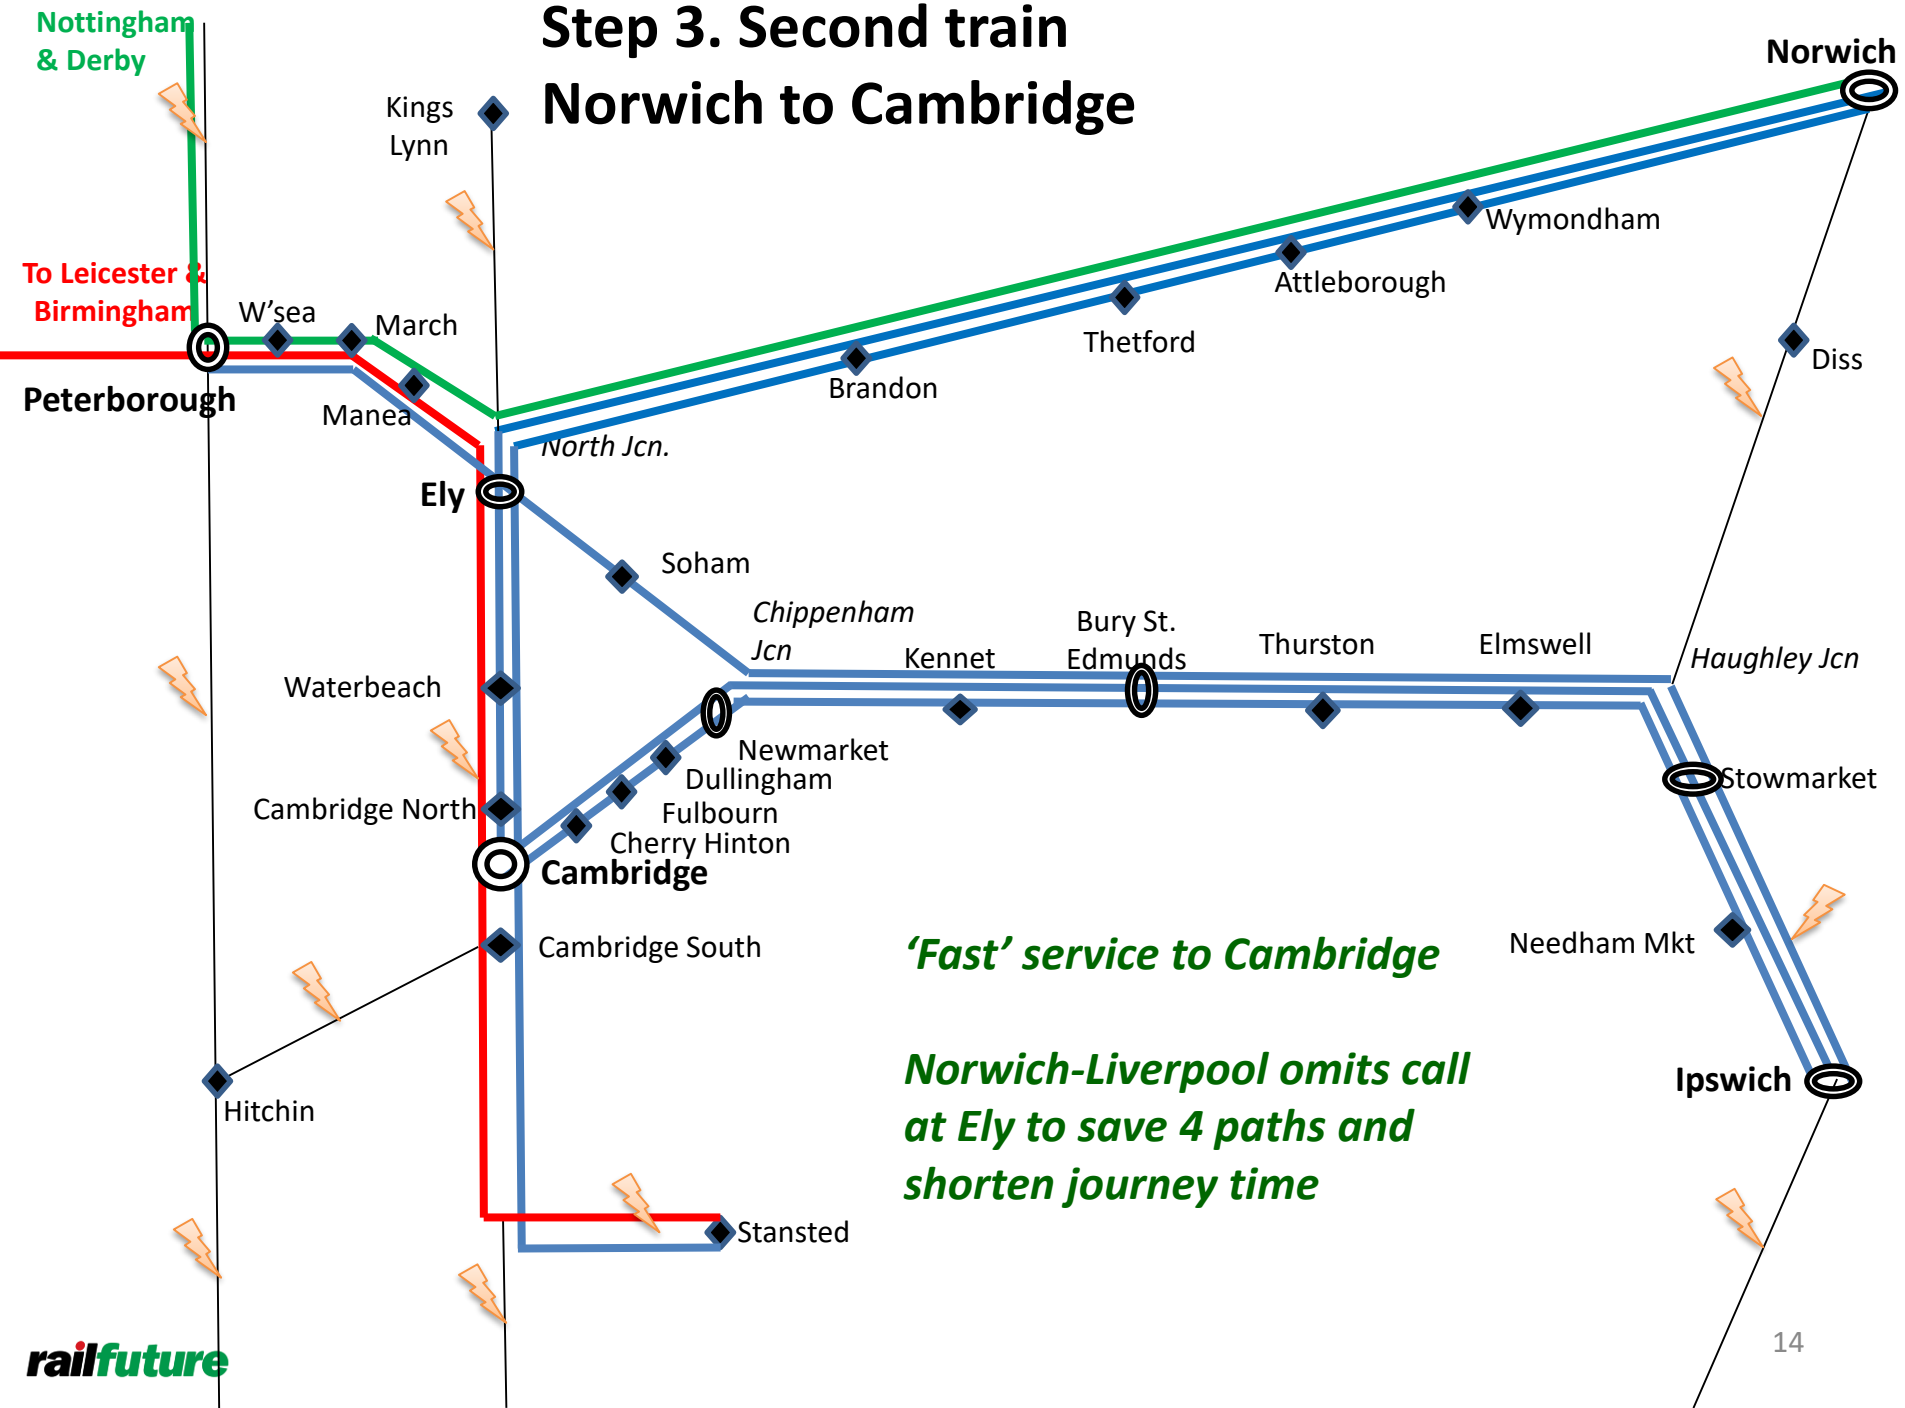 Step 3. Second train
Norwich to Cambridge
Nottingham
& Derby
Norwich
Kings
Lynn
Wymondham
To Leicester &
Birmingham
W'sea
March
Attleborough
Thetford
Diss
Peterborough
Manea
Brandon
North Jcn.
Ely
Soham
Chippenham
Jcn
Kennet
Bury St.
Edmunds
Thurston
Elmswell
Haughley Jcn
Waterbeach
Newmarket
Dullingham
Stowmarket
Cambridge North
Fulbourn
Cherry Hinton
Cambridge
Cambridge South
‘Fast’ service to Cambridge
Needham Mkt
Norwich-Liverpool omits call
at Ely to save 4 paths and
shorten journey time
Ipswich
Hitchin
Stansted
railfuture
14